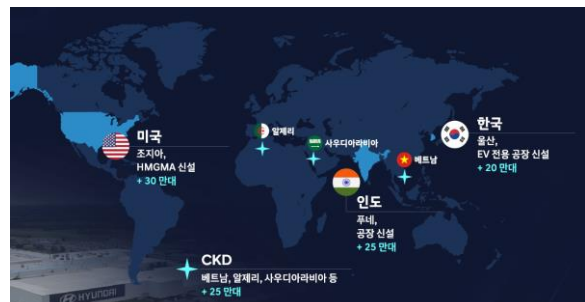 미국
조지아,
HMGMA 신설
+ 30 만대
알제리
사우디아라비아
베트남
한국
울산,
EV 전용 공장 신설
+ 20 만대
인도
푸네,
공장 신설
+ 25 만대
CKD
베트남, 알제리, 사우디아라비아 등
+ 25 만대
HYUNDAI